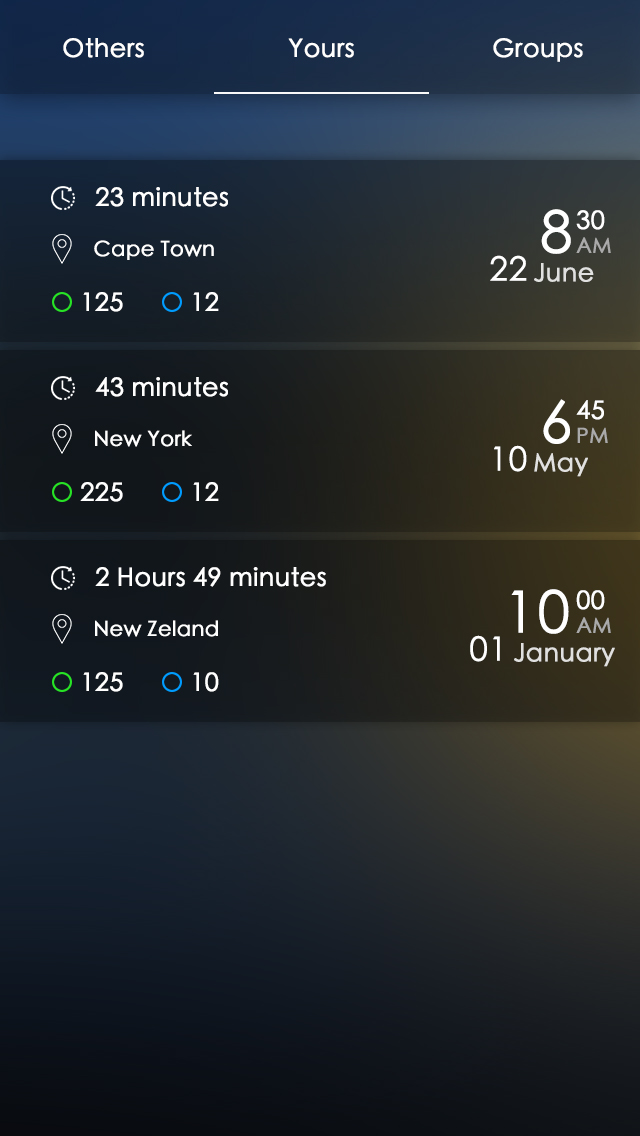 Others Yours Groups
23 minutes
Cape Town
125 12
8 30 AM
22 June
43 minutes
New York
225 12
6 45 PM
10 May
2 Hours 49 minutes
New Zeland
125 10
10 00 AM
01 January